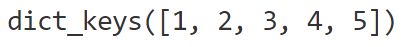 dict_keys([1, 2, 3, 4, 5])